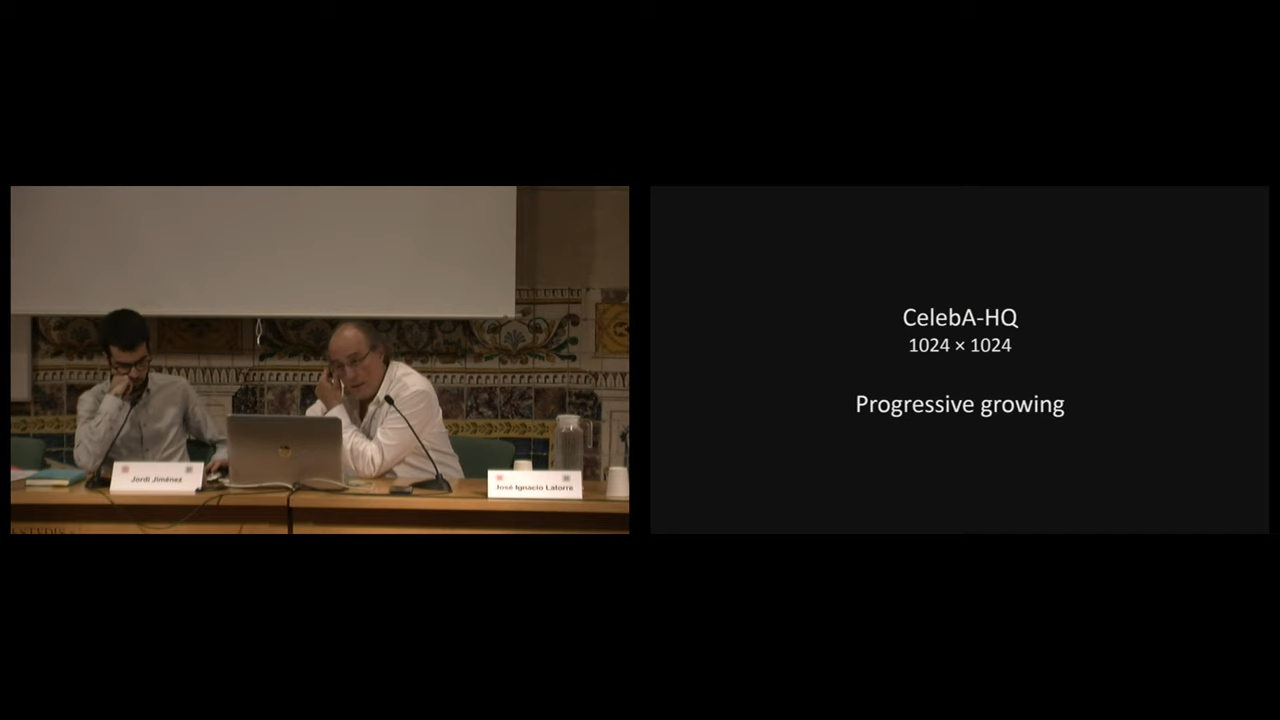 Jordi Jiménez
José Ignacio Latorre
CelebA-HQ
1024 × 1024
Progressive growing